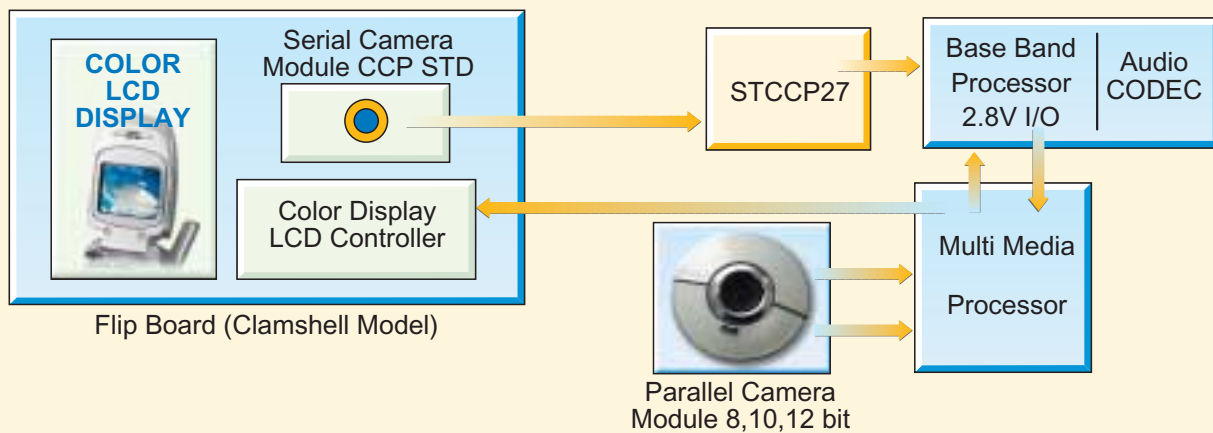 COLOR
LCD
DISPLAY
Serial Camera
Module CCP STD
Color Display
LCD Controller
Flip Board (Clamshell Model)
STCCP27
Base Band
Processor
2.8V I/O
Audio
CODEC
Multi Media
Processor
Parallel Camera
Module 8,10,12 bit